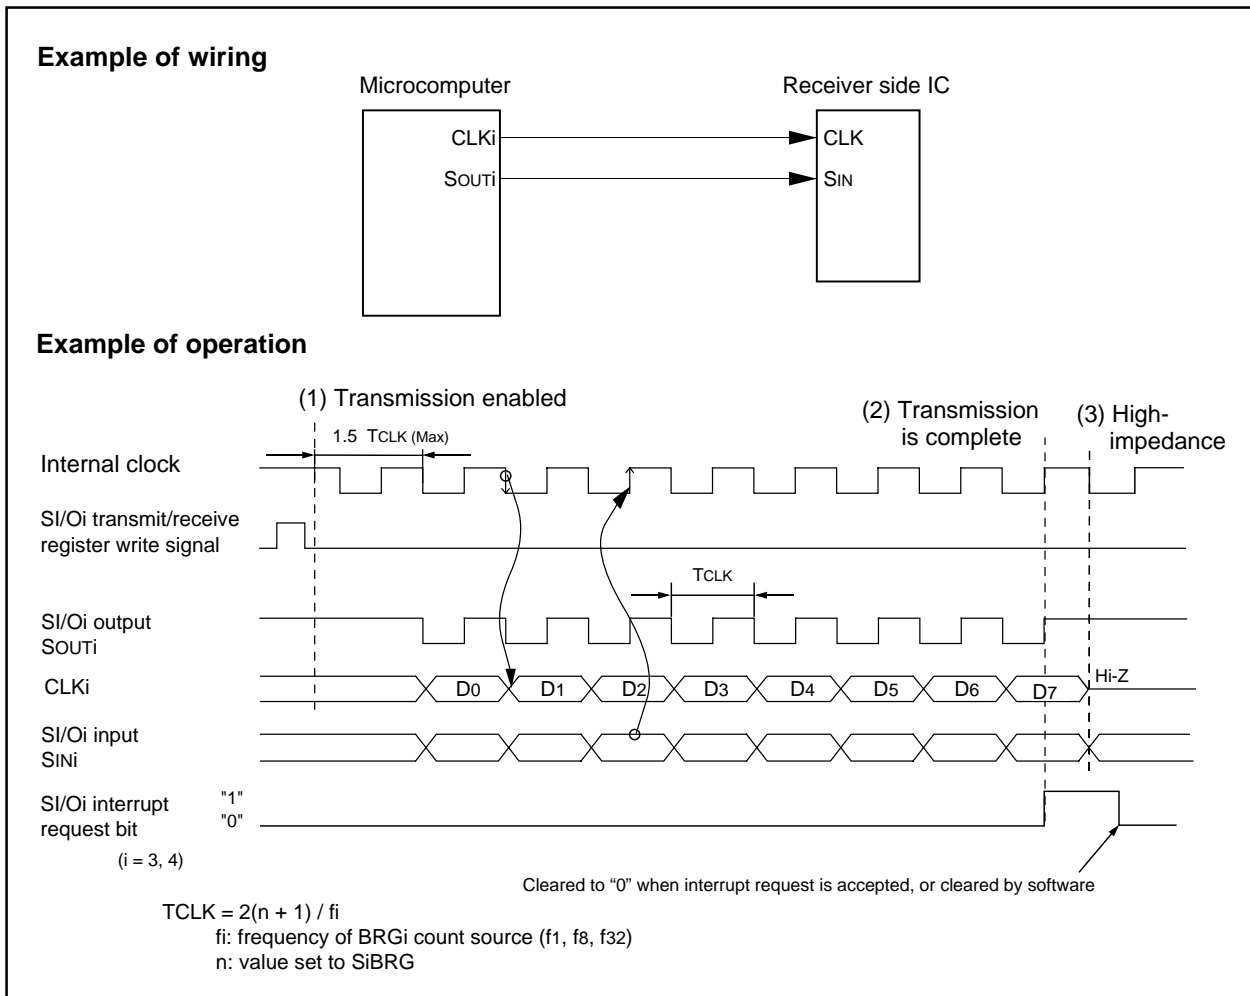 Example of wiring
Microcomputer
Receiver side IC
CLKi
CLK
SOUTi
SIN
Example of operation
(1) Transmission enabled
(2) Transmission
is complete
(3) High-
impedance
1.5 TCLK (Max)
Internal clock
SI/Oi transmit/receive
register write signal
TCLK
SI/Oi output
SOUTi
CLKi
D0 D1 D2 D3 D4 D5 D6 D7
Hi-Z
SI/Oi input
SINi
SI/Oi interrupt
request bit
"1"
"0"
(i = 3, 4)
Cleared to “0” when interrupt request is accepted, or cleared by software
TCLK = 2(n + 1) / fi
fi: frequency of BRGi count source (f1, f8, f32)
n: value set to SiBRG